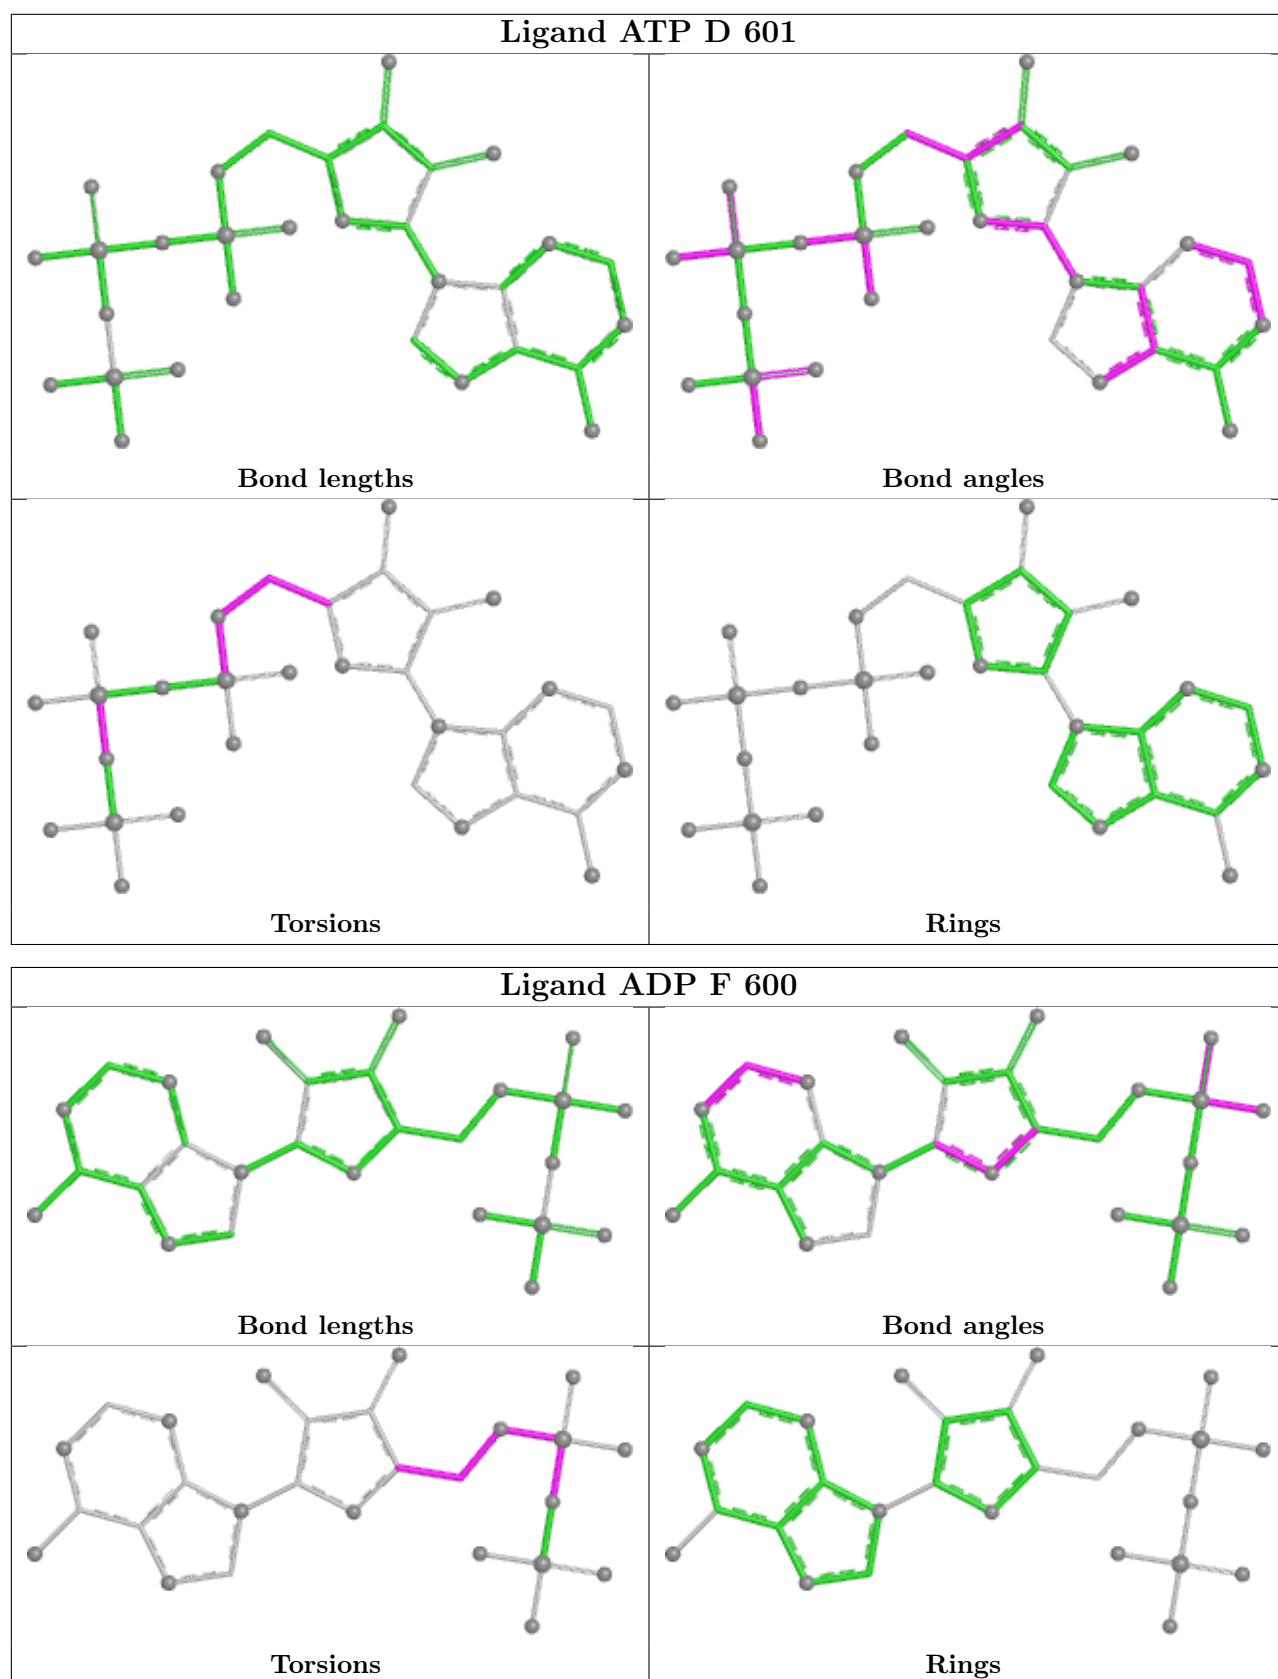 Ligand ATP D 601
Bond lengths
Bond angles
Torsions
Rings
Ligand ADP F 600
Bond lengths
Bond angles
Torsions
Rings